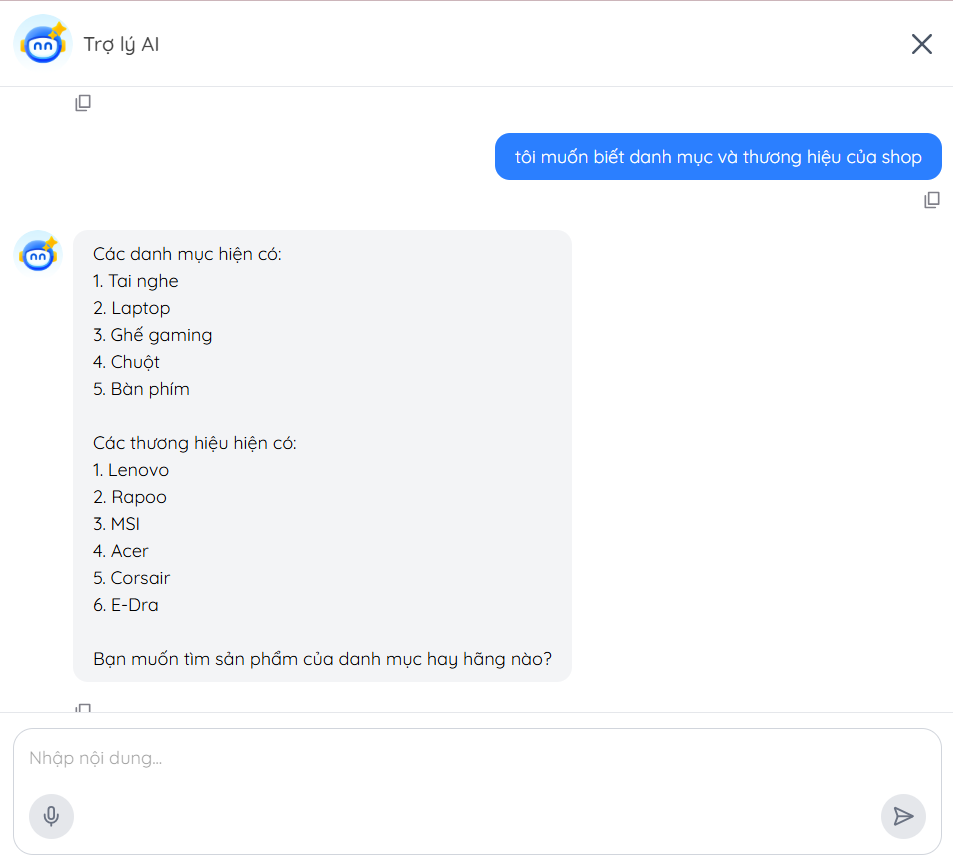 Trợ lý AI
tôi muốn biết danh mục và thương hiệu của shop
Các danh mục hiện có:
1. Tai nghe
2. Laptop
3. Ghế gaming
4. Chuột
5. Bàn phím
Các thương hiệu hiện có:
1. Lenovo
2. Rapoo
3. MSI
4. Acer
5. Corsair
6. E-Dra
Bạn muốn tìm sản phẩm của danh mục hay hãng nào?
Nhập nội dung...